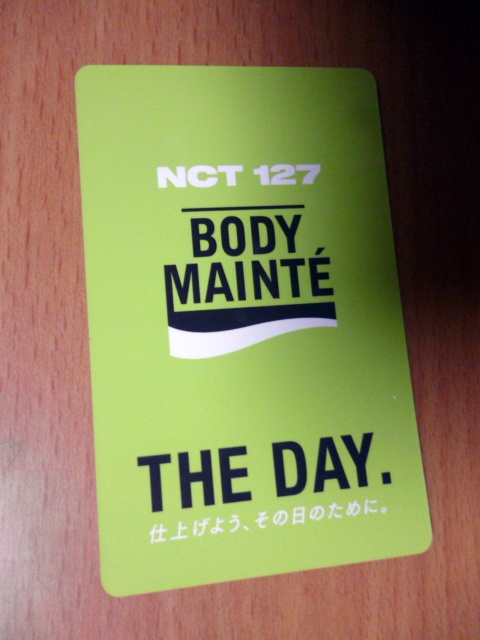 NCT 127
BODY
MAINTÉ
THE DAY.
仕上げよう、その日のために。